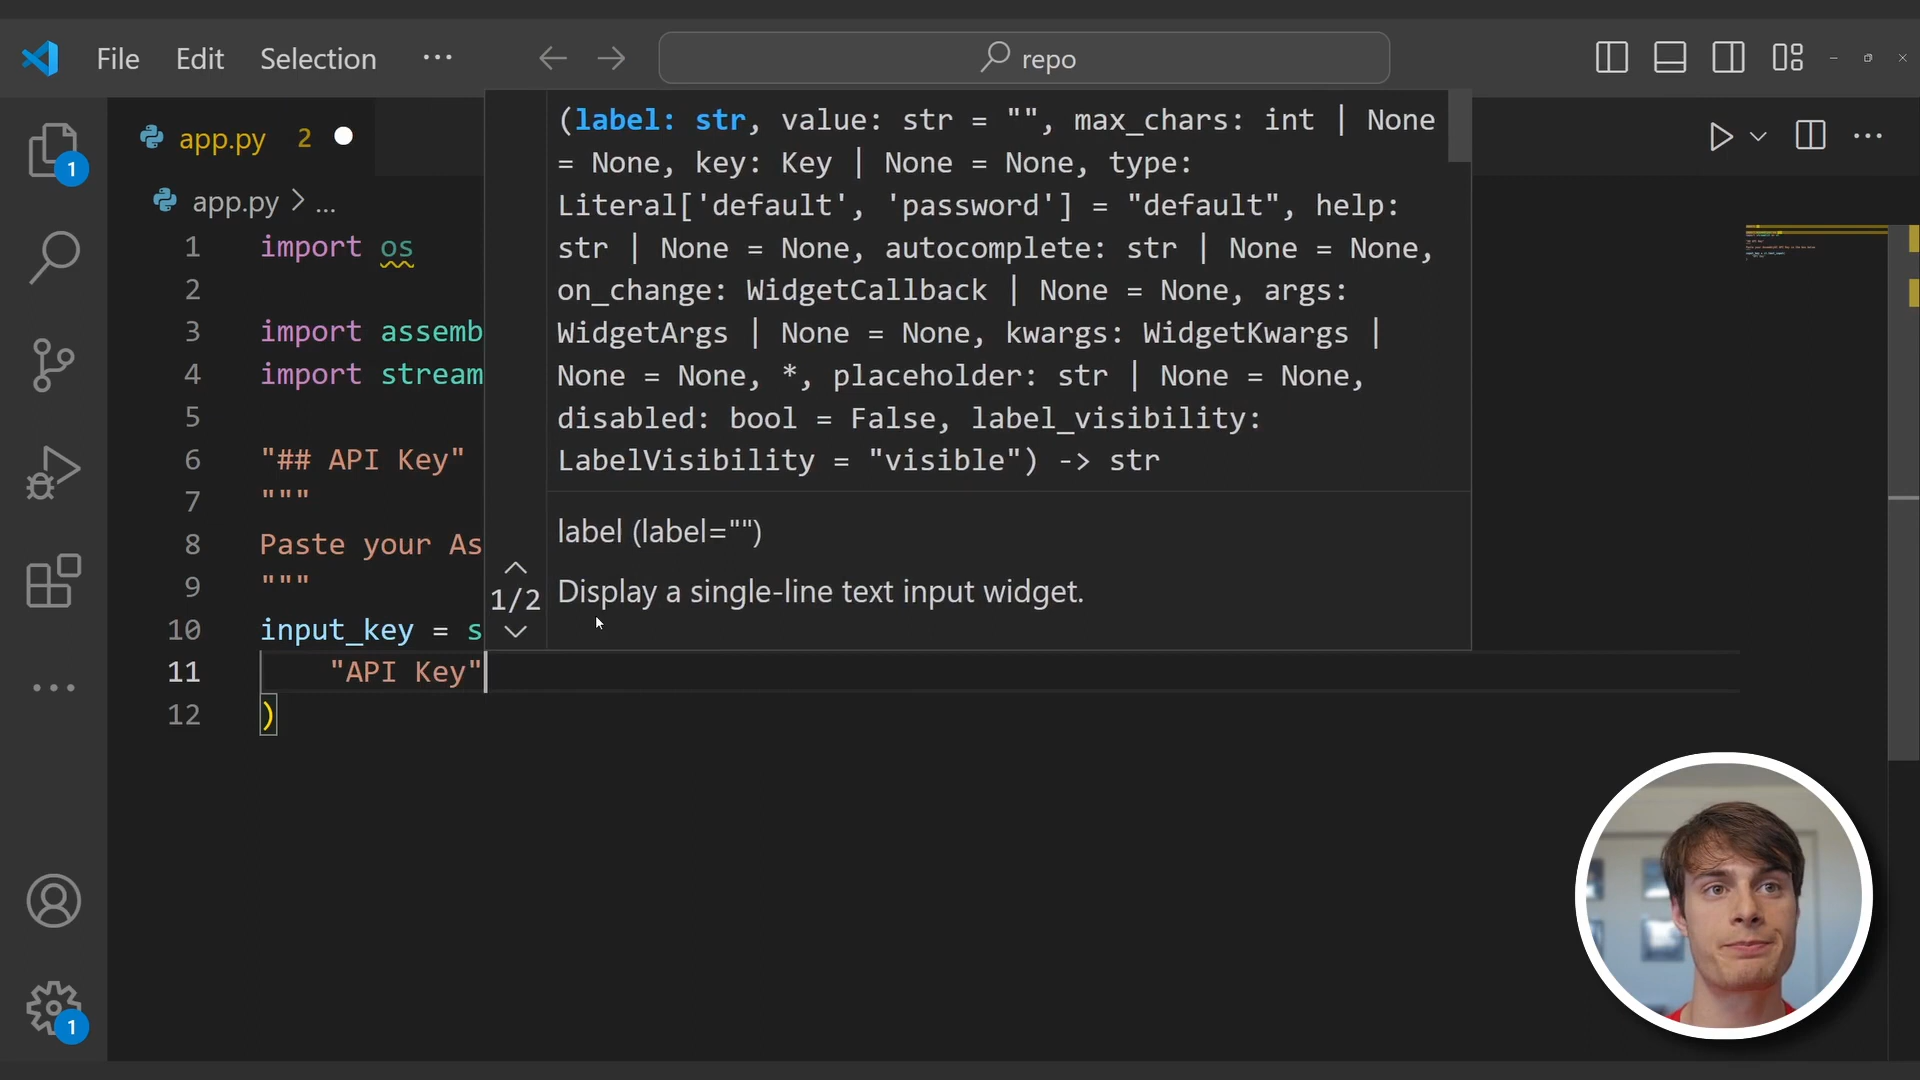 File Edit Selection ··· repo
app.py 2
app.py > ...
(label: str, value: str = "", max_chars: int | None
= None, key: Key | None = None, type:
Literal['default', 'password'] = "default", help:
str | None = None, autocomplete: str | None = None,
on_change: WidgetCallback | None = None, args:
WidgetArgs | None = None, kwargs: WidgetKwargs |
None = None, *, placeholder: str | None = None,
disabled: bool = False, label_visibility:
LabelVisibility = "visible") -> str
label (label="")
1/2 Display a single-line text input widget.
1 import os
2
3 import assemb
4 import stream
5
6 "## API Key"
7 """
8 Paste your As
9 """
10 input_key = s
11 "API Key"
12 )
1
1